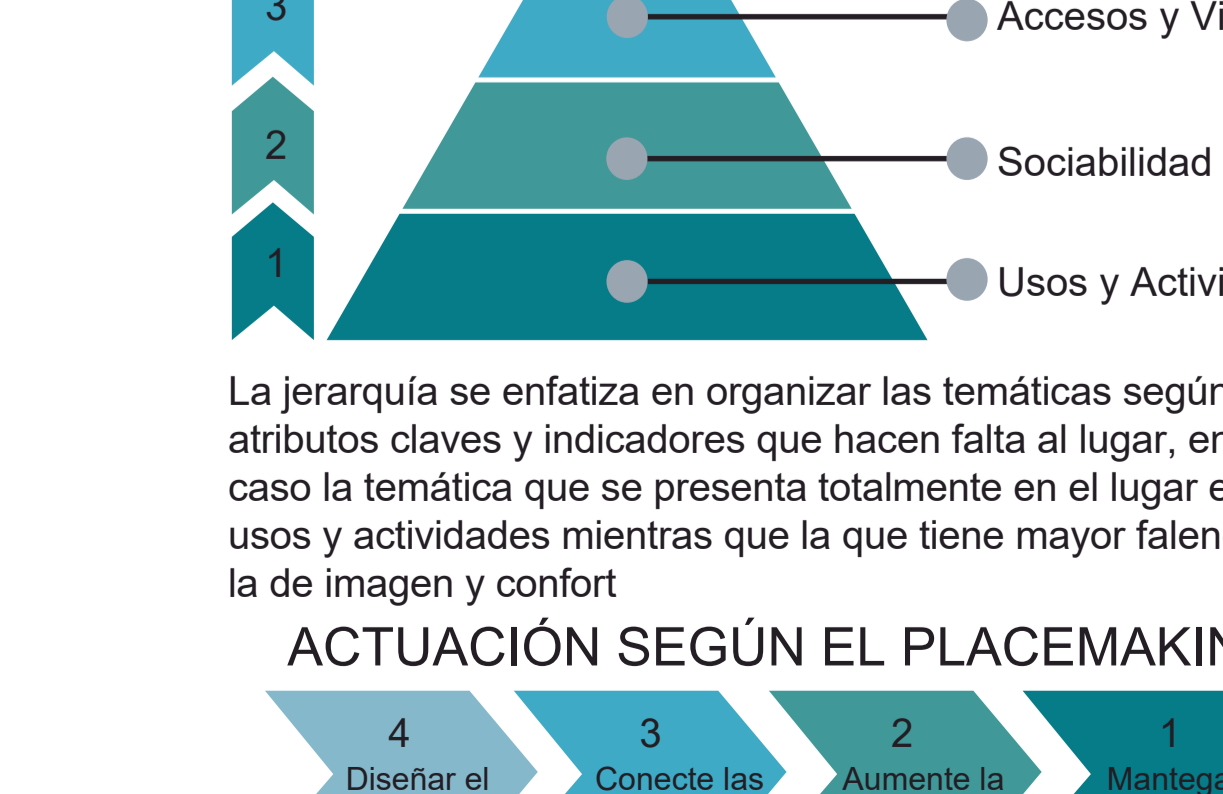 3
Accesos y Vi
2
Sociabilidad
1
Usos y Activi
La jerarquía se enfatiza en organizar las temáticas según
atributos claves y indicadores que hacen falta al lugar, en
caso la temática que se presenta totalmente en el lugar e
usos y actividades mientras que la que tiene mayor falen
la de imagen y confort
ACTUACIÓN SEGÚN EL PLACEMAKIN
4
Diseñar el
3
Conecte las
2
Aumente la
1
Mantega